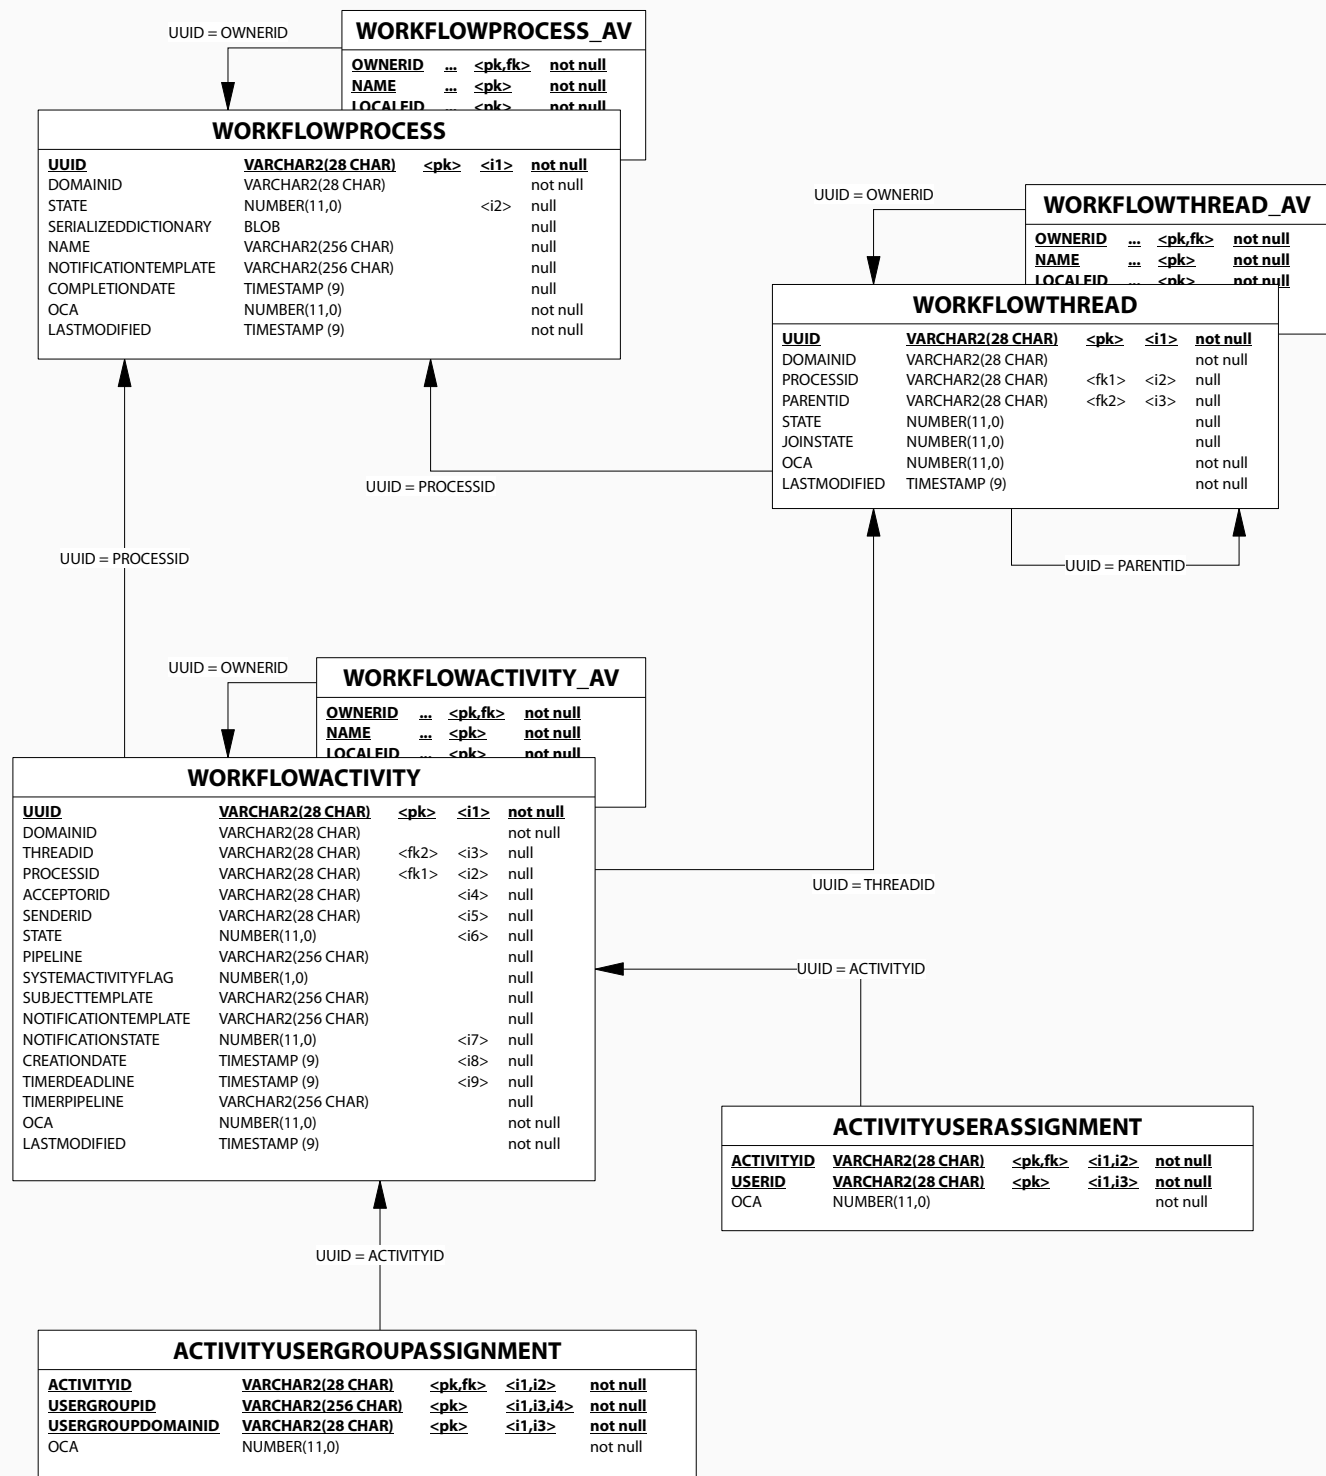 UUID = OWNERID
WORKFLOWPROCESS_AV
OWNERID ... <pk,fk> not null
NAME ... <pk> not null
LOCALEID ... <pk> not null
WORKFLOWPROCESS
UUID VARCHAR2(28 CHAR) <pk> <i1> not null
DOMAINID VARCHAR2(28 CHAR) not null
STATE NUMBER(11,0) <i2> null
SERIALIZEDDICTIONARY BLOB null
NAME VARCHAR2(256 CHAR) null
NOTIFICATIONTEMPLATE VARCHAR2(256 CHAR) null
COMPLETIONDATE TIMESTAMP (9) null
OCA NUMBER(11,0) not null
LASTMODIFIED TIMESTAMP (9) not null
UUID = OWNERID
WORKFLOWTHREAD_AV
OWNERID ... <pk,fk> not null
NAME ... <pk> not null
LOCALEID ... <pk> not null
WORKFLOWTHREAD
UUID VARCHAR2(28 CHAR) <pk> <i1> not null
DOMAINID VARCHAR2(28 CHAR) not null
PROCESSID VARCHAR2(28 CHAR) <fk1> <i2> null
PARENTID VARCHAR2(28 CHAR) <fk2> <i3> null
STATE NUMBER(11,0) null
JOINSTATE NUMBER(11,0) null
OCA NUMBER(11,0) not null
LASTMODIFIED TIMESTAMP (9) not null
UUID = PROCESSID
UUID = PROCESSID
UUID = PARENTID
UUID = OWNERID
WORKFLOWACTIVITY_AV
OWNERID ... <pk,fk> not null
NAME ... <pk> not null
LOCALEID ... <pk> not null
WORKFLOWACTIVITY
UUID VARCHAR2(28 CHAR) <pk> <i1> not null
DOMAINID VARCHAR2(28 CHAR) not null
THREADID VARCHAR2(28 CHAR) <fk2> <i3> null
PROCESSID VARCHAR2(28 CHAR) <fk1> <i2> null
ACCEPTORID VARCHAR2(28 CHAR) <i4> null
SENDERID VARCHAR2(28 CHAR) <i5> null
STATE NUMBER(11,0) <i6> null
PIPELINE VARCHAR2(256 CHAR) null
SYSTEMACTIVITYFLAG NUMBER(1,0) null
SUBJECTTEMPLATE VARCHAR2(256 CHAR) null
NOTIFICATIONTEMPLATE VARCHAR2(256 CHAR) null
NOTIFICATIONSTATE NUMBER(11,0) <i7> null
CREATIONDATE TIMESTAMP (9) <i8> null
TIMERDEADLINE TIMESTAMP (9) <i9> null
TIMERPIPELINE VARCHAR2(256 CHAR) null
OCA NUMBER(11,0) not null
LASTMODIFIED TIMESTAMP (9) not null
UUID = THREADID
UUID = ACTIVITYID
ACTIVITYUSERASSIGNMENT
ACTIVITYID VARCHAR2(28 CHAR) <pk,fk> <i1,i2> not null
USERID VARCHAR2(28 CHAR) <pk> <i1,i3> not null
OCA NUMBER(11,0) not null
UUID = ACTIVITYID
ACTIVITYUSERGROUPASSIGNMENT
ACTIVITYID VARCHAR2(28 CHAR) <pk,fk> <i1,i2> not null
USERGROUPID VARCHAR2(256 CHAR) <pk> <i1,i3,i4> not null
USERGROUPDOMAINID VARCHAR2(28 CHAR) <pk> <i1,i3> not null
OCA NUMBER(11,0) not null